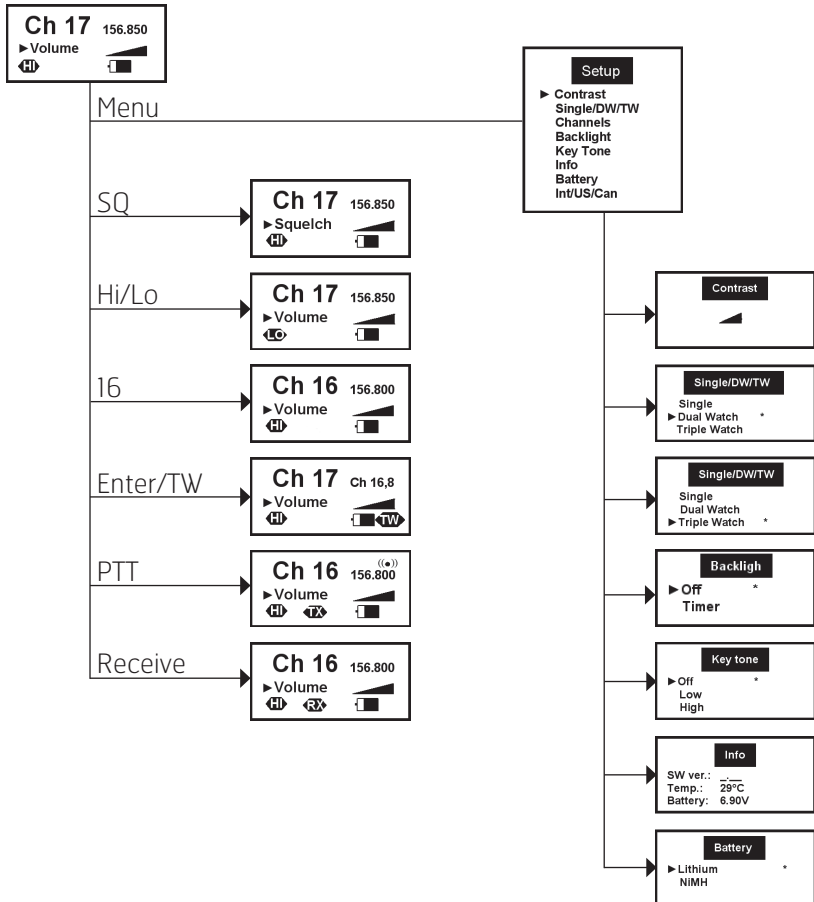 Ch 17 156.850
►Volume
HI
Menu
Setup
► Contrast
Single/DW/TW
Channels
Backlight
Key Tone
Info
Battery
Int/US/Can
SQ
Ch 17 156.850
►Squelch
HI
Hi/Lo
Ch 17 156.850
►Volume
LO
16
Ch 16 156.800
►Volume
HI
Enter/TW
Ch 17 Ch 16,8
►Volume
HI TW
PTT
((●))
Ch 16 156.800
►Volume
HI TX
Receive
Ch 16 156.800
►Volume
HI RX
Contrast
Single/DW/TW
Single
►Dual Watch *
Triple Watch
Single/DW/TW
Single
Dual Watch
►Triple Watch *
Backligh
►Off *
Timer
Key tone
►Off *
Low
High
Info
SW ver.: _.__
Temp.: 29°C
Battery: 6.90V
Battery
►Lithium *
NiMH